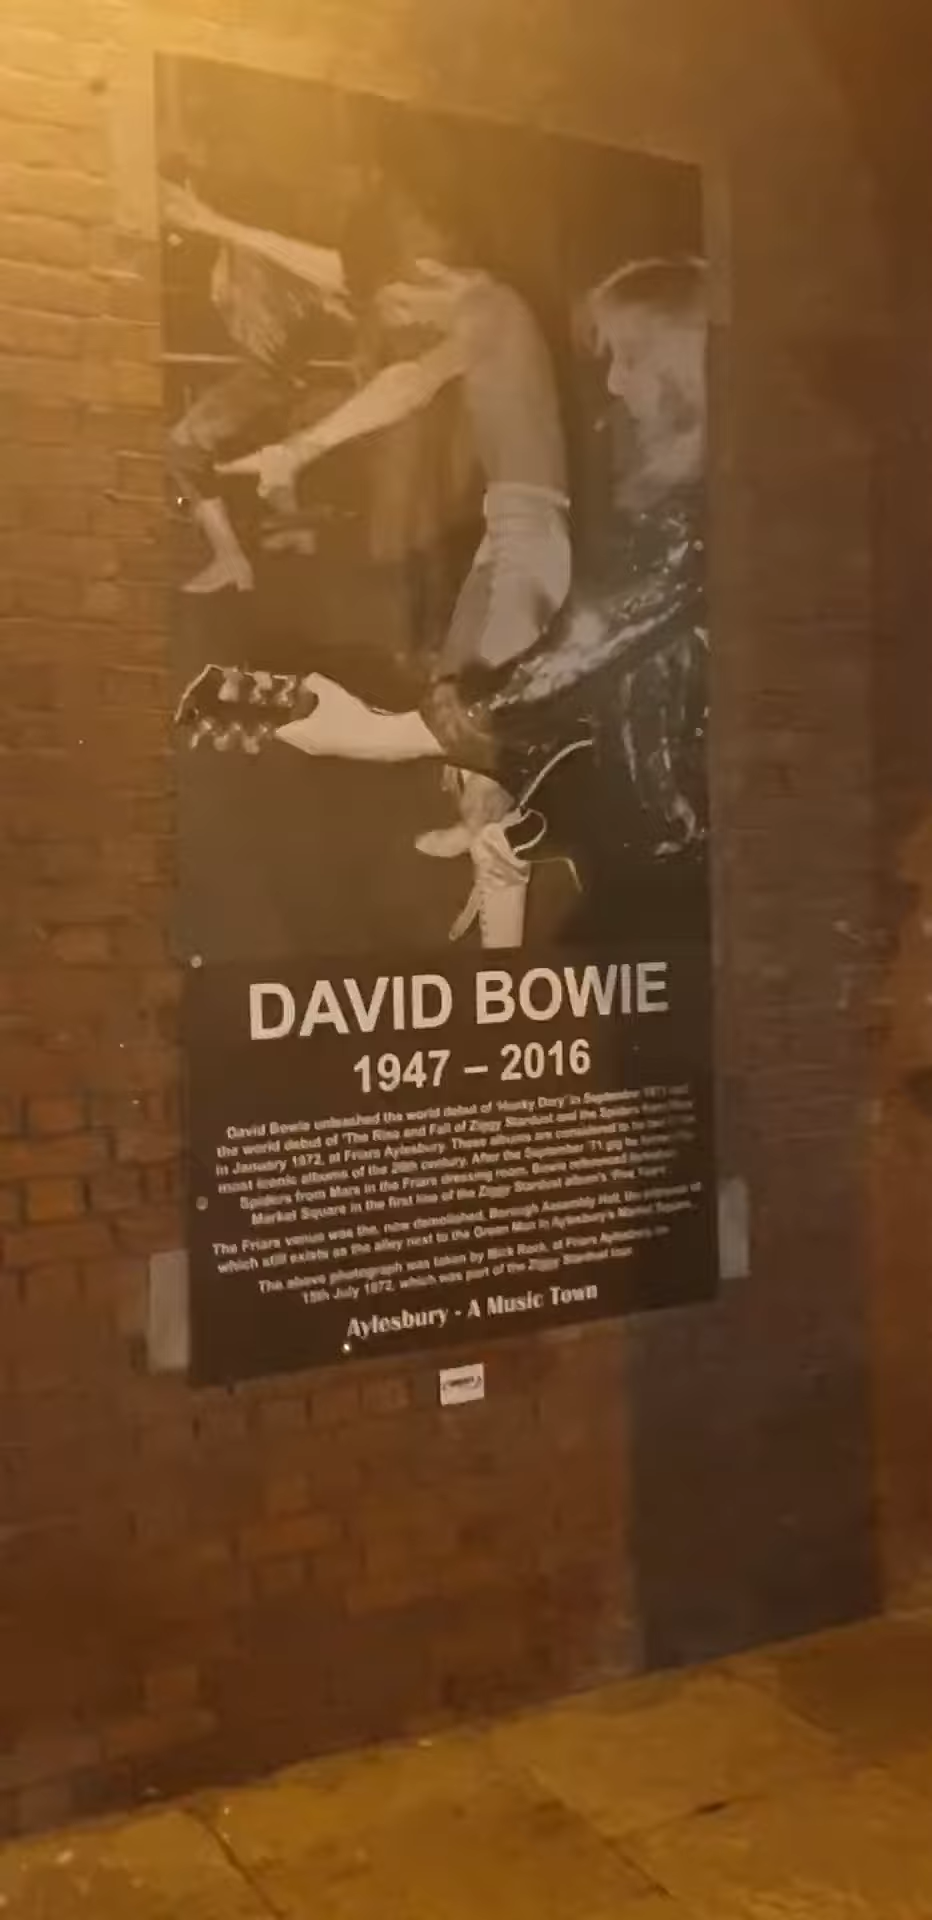 DAVID BOWIE
1947 – 2016
David Bowie unleashed the world debut of 'Hunky Dory' in September 1971 and
the world debut of 'The Rise and Fall of Ziggy Stardust and the Spiders from Mars'
in January 1972, at Friars Aylesbury. These albums are considered to be two of the
most iconic albums of the 20th century. After the September '71 gig he formed the
Spiders from Mars in the Friars dressing room. Bowie referenced Aylesbury
Market Square in the first line of the Ziggy Stardust album's 'Five Years'.
The Friars venue was the, now demolished, Borough Assembly Hall, the entrance of
which still exists as the alley next to the Green Man in Aylesbury's Market Square.
The above photograph was taken by Mick Rock, at Friars Aylesbury on
15th July 1972, which was part of the Ziggy Stardust tour.
Aylesbury - A Music Town